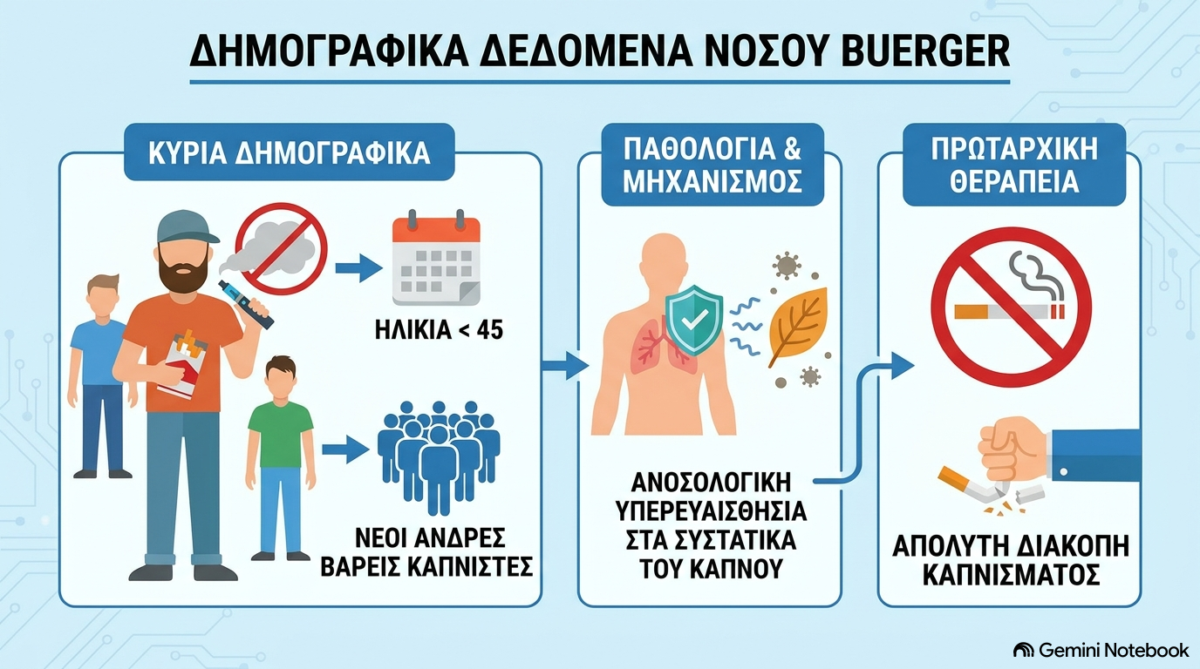 ΔΗΜΟΓΡΑΦΙΚΑ ΔΕΔΟΜΕΝΑ ΝΟΣΟΥ BUERGER
ΚΥΡΙΑ ΔΗΜΟΓΡΑΦΙΚΑ
ΗΛΙΚΙΑ < 45
ΝΕΟΙ ΑΝΔΡΕΣ
ΒΑΡΕΙΣ ΚΑΠΝΙΣΤΕΣ
ΠΑΘΟΛΟΓΙΑ &
ΜΗΧΑΝΙΣΜΟΣ
ΑΝΟΣΟΛΟΓΙΚΗ
ΥΠΕΡΕΥΑΙΣΘΗΣΙΑ
ΣΤΑ ΣΥΣΤΑΤΙΚΑ
ΤΟΥ ΚΑΠΝΟΥ
ΠΡΩΤΑΡΧΙΚΗ
ΘΕΡΑΠΕΙΑ
ΑΠΟΛΥΤΗ ΔΙΑΚΟΠΗ
ΚΑΠΝΙΣΜΑΤΟΣ
Gemini Notebook